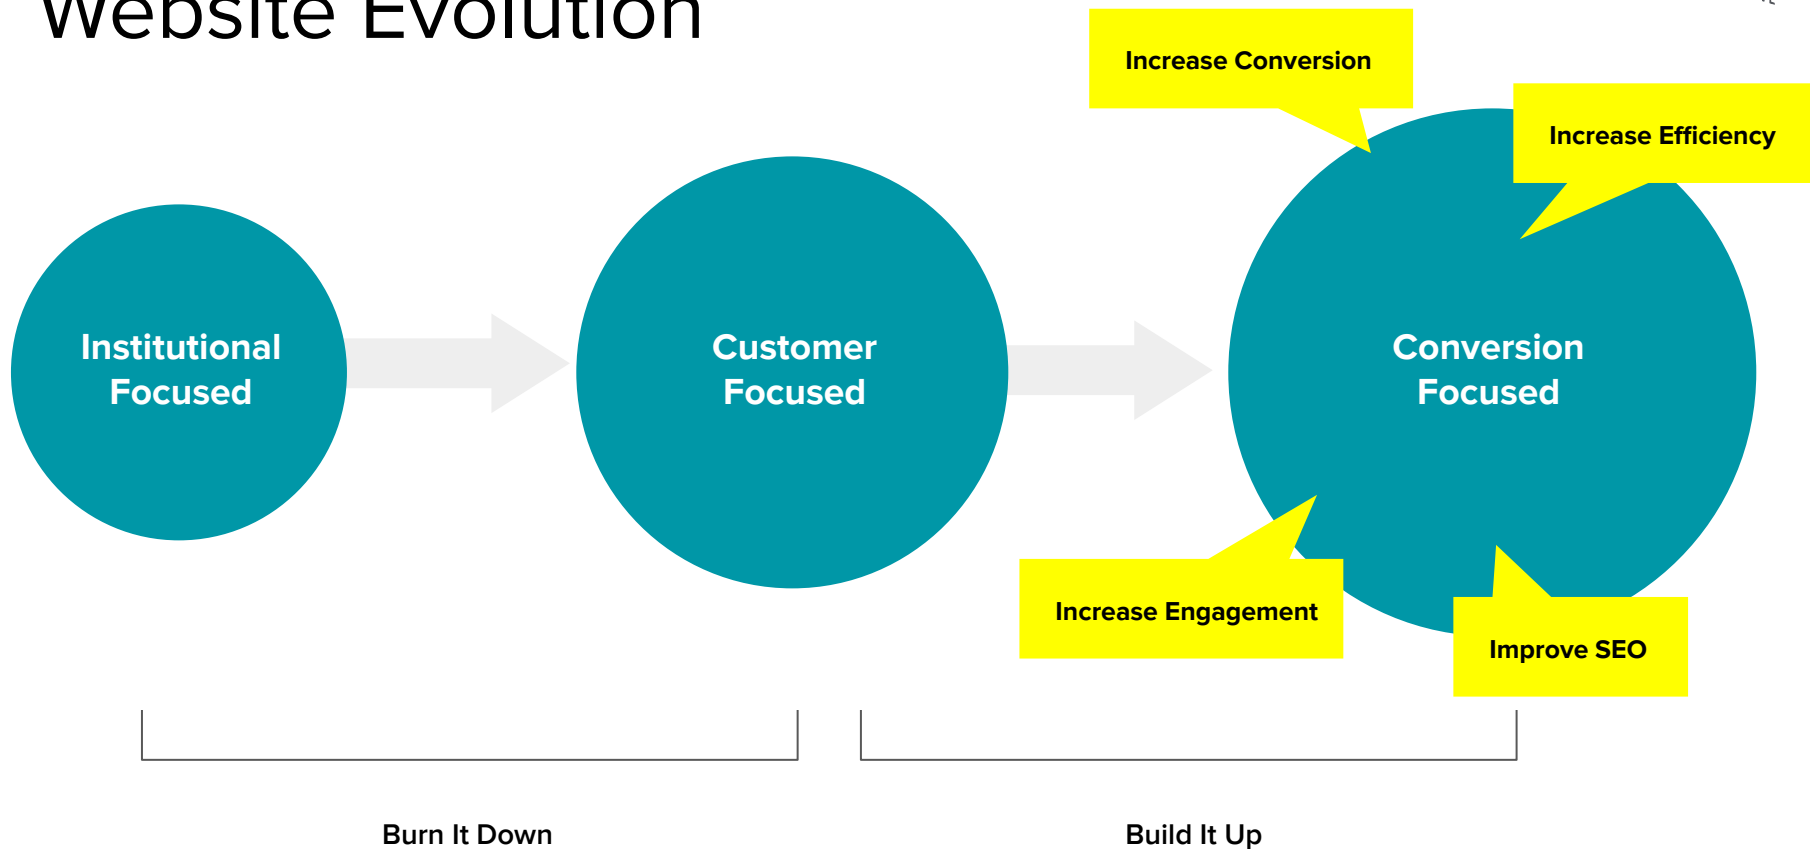 Website Evolution
Increase Conversion
Increase Efficiency
Institutional
Focused
Customer
Focused
Conversion
Focused
Increase Engagement
Improve SEO
Burn It Down
Build It Up